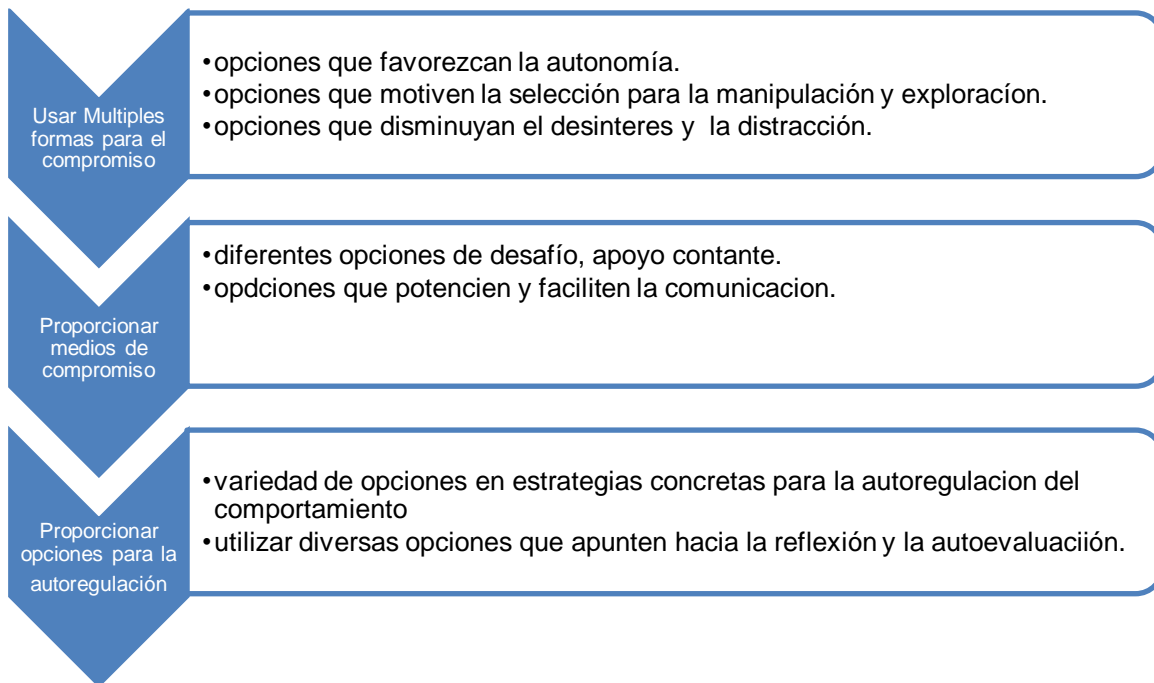 Usar Multiples
formas para el
compromiso
•opciones que favorezcan la autonomía.
•opciones que motiven la selección para la manipulación y exploracíon.
•opciones que disminuyan el desinteres y la distracción.
Proporcionar
medios de
compromiso
•diferentes opciones de desafío, apoyo contante.
•opdciones que potencien y faciliten la comunicacion.
Proporcionar
opciones para la
autoregulación
•variedad de opciones en estrategias concretas para la autoregulacion del
comportamiento
•utilizar diversas opciones que apunten hacia la reflexión y la autoevaluaciión.